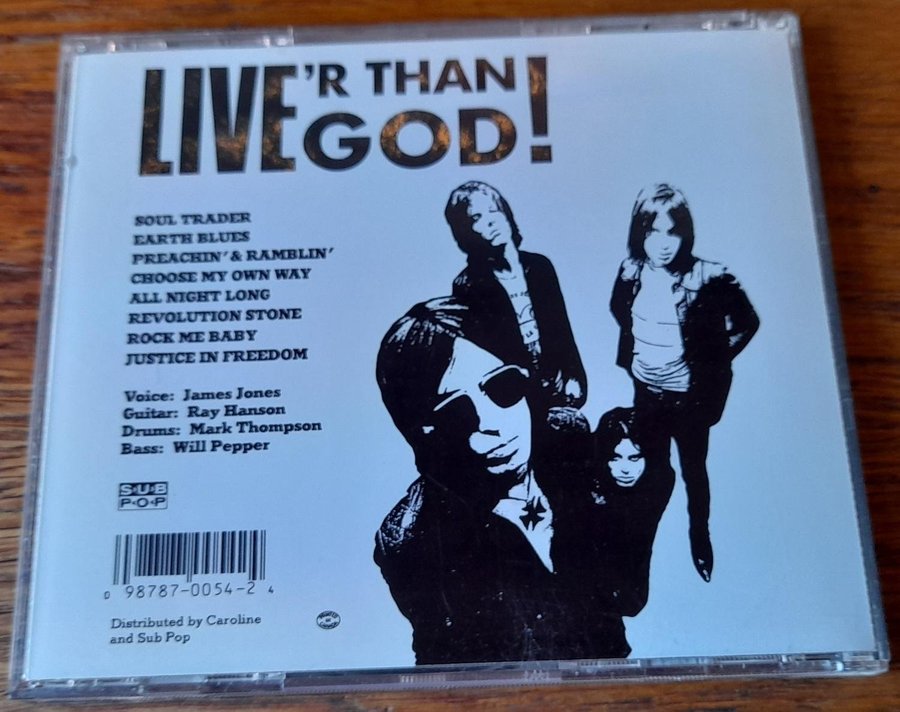 LIVE'R THAN
GOD!
SOUL TRADER
EARTH BLUES
PREACHIN' & RAMBLIN'
CHOOSE MY OWN WAY
ALL NIGHT LONG
REVOLUTION STONE
ROCK ME BABY
JUSTICE IN FREEDOM
Voice: James Jones
Guitar: Ray Hanson
Drums: Mark Thompson
Bass: Will Pepper
SUB
POP
0 98787-0054-2 4
Distributed by Caroline
and Sub Pop